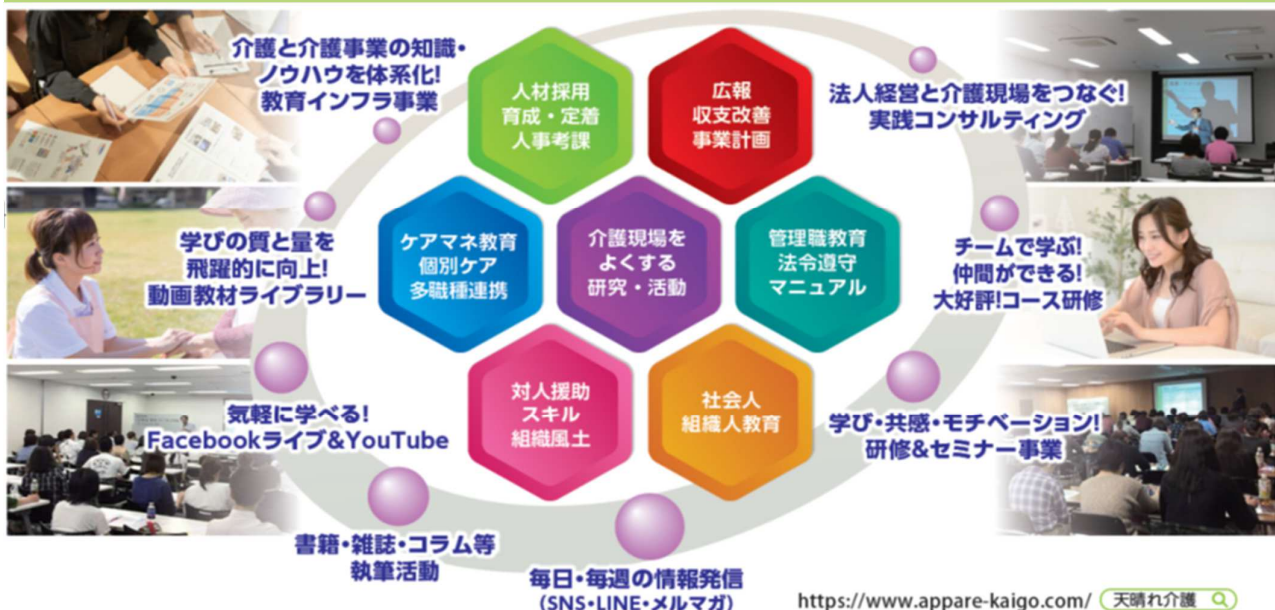 介護と介護事業の知識・
ノウハウを体系化!
教育インフラ事業
人材採用
育成・定着
人事考課
広報
収支改善
事業計画
法人経営と介護現場をつなぐ!
実践コンサルティング
学びの質と量を
飛躍的に向上!
動画教材ライブラリー
ケアマネ教育
個別ケア
多職種連携
介護現場を
よくする
研究・活動
管理職教育
法令遵守
マニュアル
チームで学ぶ!
仲間ができる!
大好評!コース研修
気軽に学べる!
Facebookライブ&YouTube
対人援助
スキル
組織風土
社会人
組織人教育
学び・共感・モチベーション!
研修&セミナー事業
書籍・雑誌・コラム等
執筆活動
毎日・毎週の情報発信
(SNS・LINE・メルマガ)
https://www.appare-kaigo.com/ 天晴れ介護